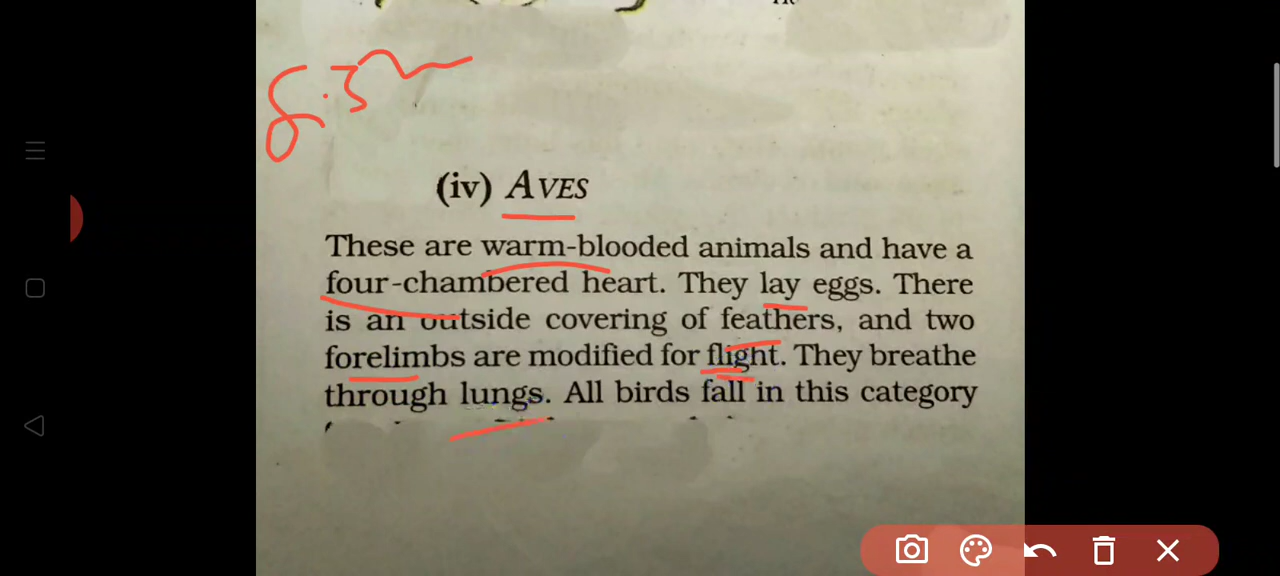 8.3
(iv) AVES
These are warm-blooded animals and have a
four-chambered heart. They lay eggs. There
is an outside covering of feathers, and two
forelimbs are modified for flight. They breathe
through lungs. All birds fall in this category